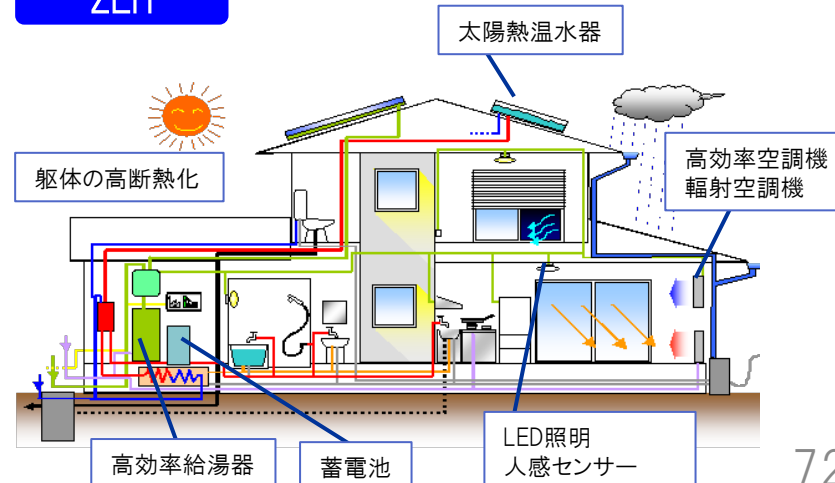 ZEH
太陽熱温水器
躯体の高断熱化
高効率空調機
輻射空調機
高効率給湯器
蓄電池
LED照明
人感センサー
72